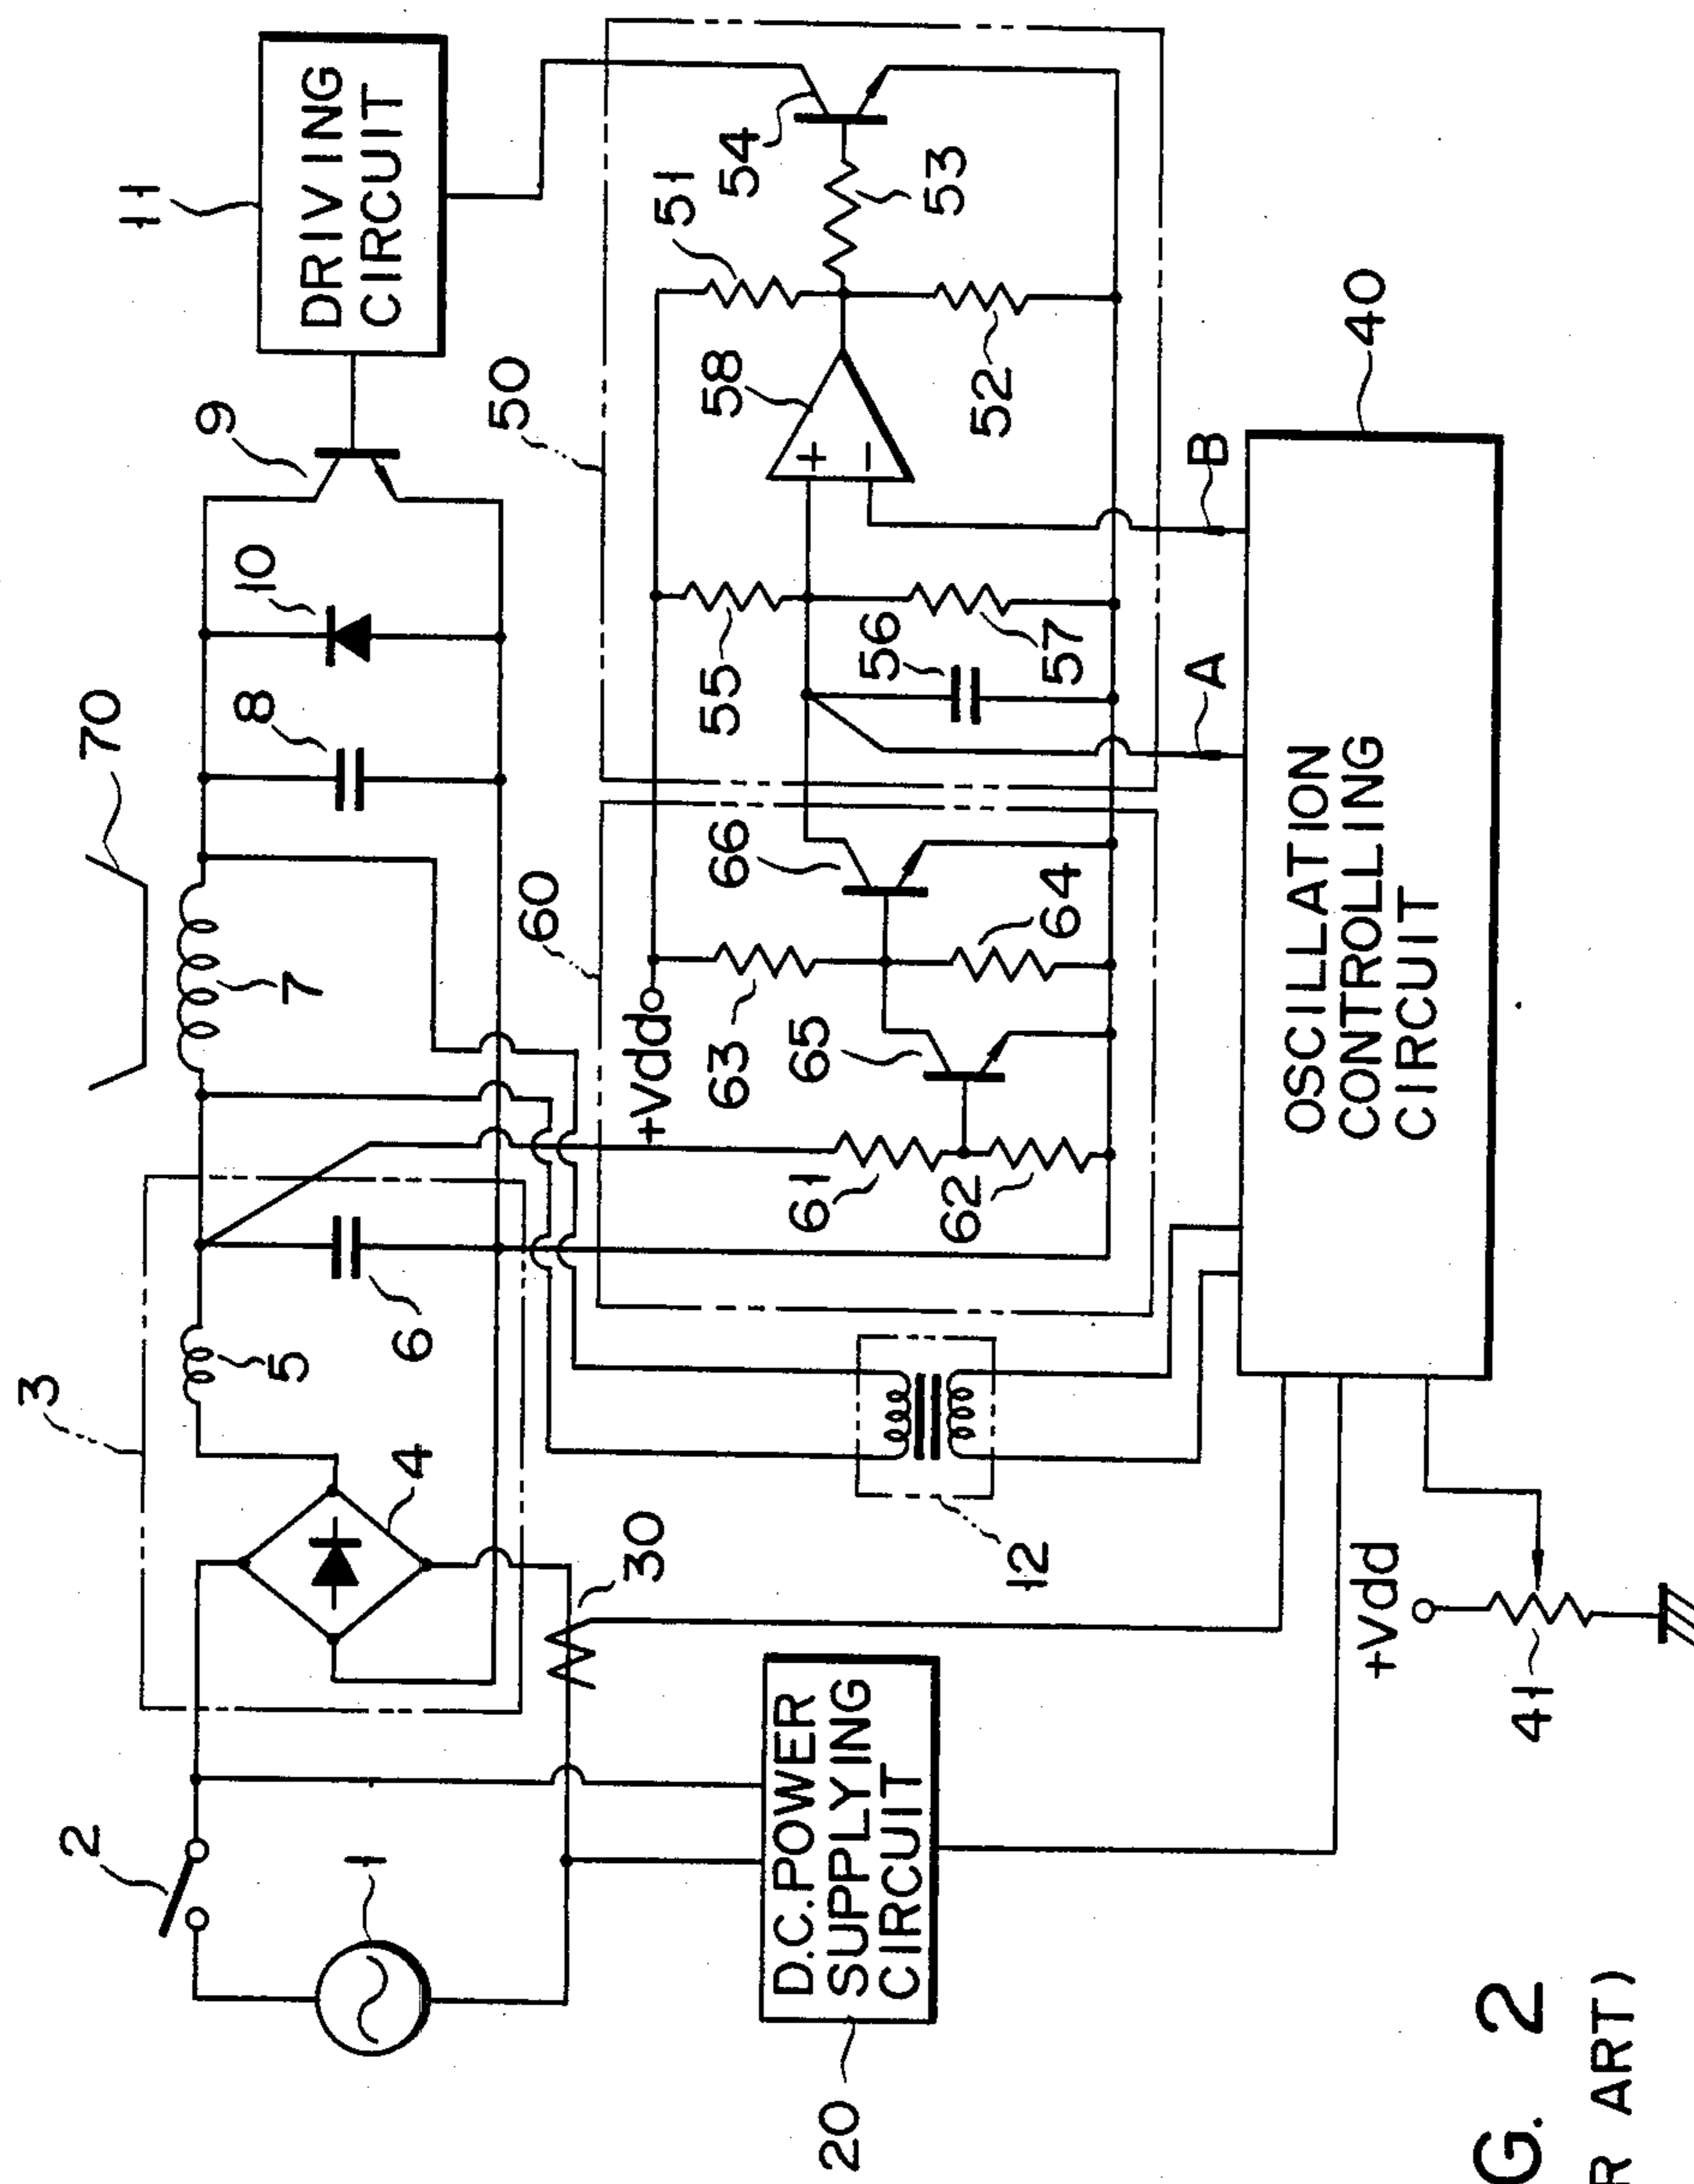 3
2
1
4
5
6
70
7
8
10
9
11
DRIVING
CIRCUIT
30
12
20
D.C.POWER
SUPPLYING
CIRCUIT
60
+Vdd
61
62
63
65
66
64
50
55
56
57
58
51
52
53
54
A
B
40
OSCILLATION
CONTROLLING
CIRCUIT
+Vdd
41
G. 2
R ART)